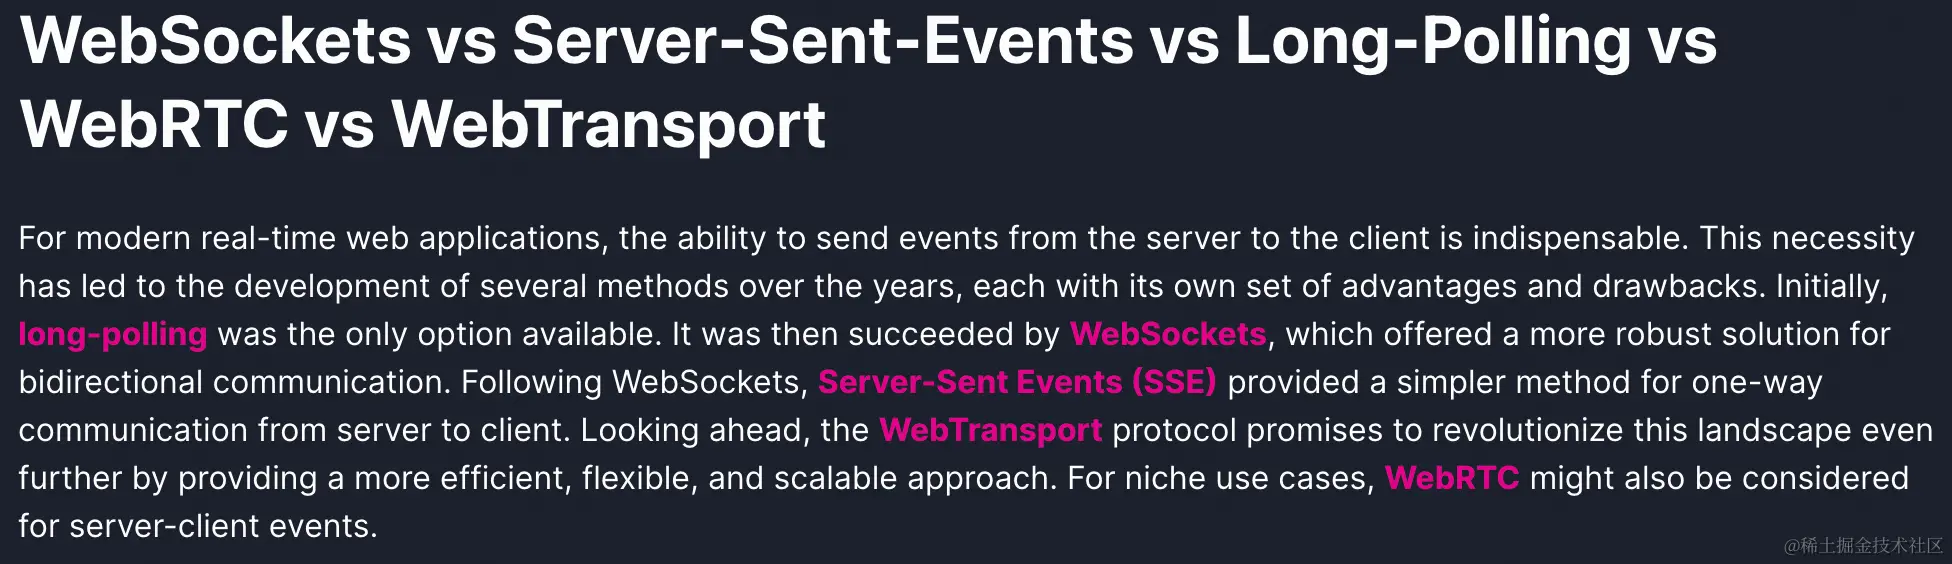 WebSockets vs Server-Sent-Events vs Long-Polling vs
WebRTC vs WebTransport
For modern real-time web applications, the ability to send events from the server to the client is indispensable. This necessity
has led to the development of several methods over the years, each with its own set of advantages and drawbacks. Initially,
long-polling was the only option available. It was then succeeded by WebSockets, which offered a more robust solution for
bidirectional communication. Following WebSockets, Server-Sent Events (SSE) provided a simpler method for one-way
communication from server to client. Looking ahead, the WebTransport protocol promises to revolutionize this landscape even
further by providing a more efficient, flexible, and scalable approach. For niche use cases, WebRTC might also be considered
for server-client events.
@稀土掘金技术社区